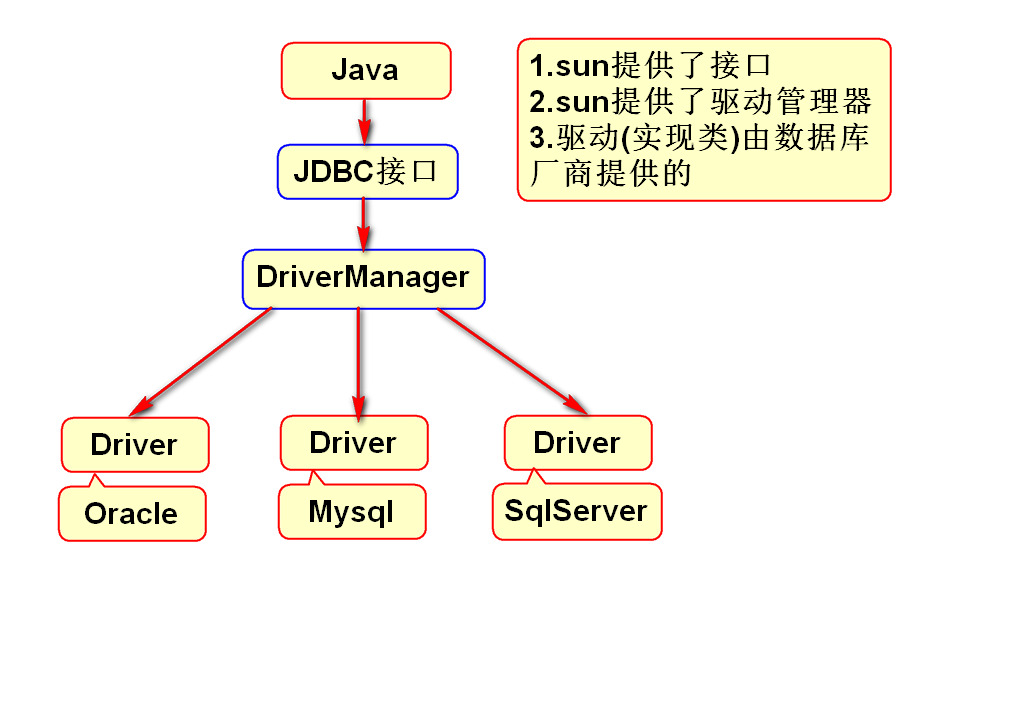 Java
1.sun提供了接口
2.sun提供了驱动管理器
3.驱动(实现类)由数据库
厂商提供的
JDBC接口
DriverManager
Driver
Driver
Driver
Oracle
Mysql
SqlServer